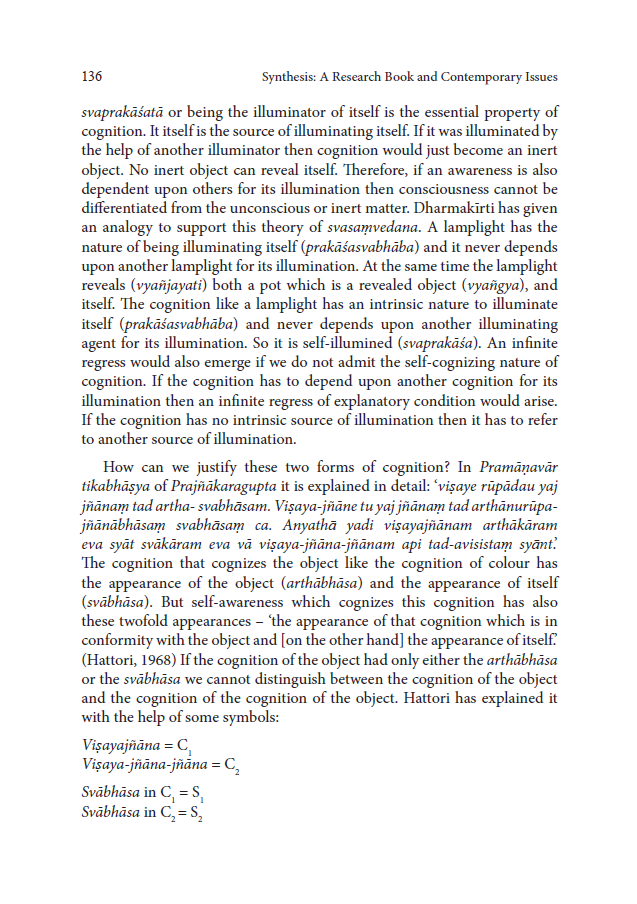 136 Synthesis: A Research Book and Contemporary Issues
svaprakāśatā or being the illuminator of itself is the essential property of
cognition. It itself is the source of illuminating itself. If it was illuminated by
the help of another illuminator then cognition would just become an inert
object. No inert object can reveal itself. Therefore, if an awareness is also
dependent upon others for its illumination then consciousness cannot be
differentiated from the unconscious or inert matter. Dharmakīrti has given
an analogy to support this theory of svasaṃvedana. A lamplight has the
nature of being illuminating itself (prakāśasvabhāba) and it never depends
upon another lamplight for its illumination. At the same time the lamplight
reveals (vyañjayati) both a pot which is a revealed object (vyañgya), and
itself. The cognition like a lamplight has an intrinsic nature to illuminate
itself (prakāśasvabhāba) and never depends upon another illuminating
agent for its illumination. So it is self-illumined (svaprakāśa). An infinite
regress would also emerge if we do not admit the self-cognizing nature of
cognition. If the cognition has to depend upon another cognition for its
illumination then an infinite regress of explanatory condition would arise.
If the cognition has no intrinsic source of illumination then it has to refer
to another source of illumination.
How can we justify these two forms of cognition? In Pramāṇavār
tikabhāṣya of Prajñākaragupta it is explained in detail: ‘viṣaye rūpādau yaj
jñānaṃ tad artha- svabhāsam. Viṣaya-jñāne tu yaj jñānaṃ tad arthānurūpa-
jñānābhāsaṃ svabhāsaṃ ca. Anyathā yadi viṣayajñānam arthākāram
eva syāt svākāram eva vā viṣaya-jñāna-jñānam api tad-avisistaṃ syānt.’
The cognition that cognizes the object like the cognition of colour has
the appearance of the object (arthābhāsa) and the appearance of itself
(svābhāsa). But self-awareness which cognizes this cognition has also
these twofold appearances – ‘the appearance of that cognition which is in
conformity with the object and [on the other hand] the appearance of itself.’
(Hattori, 1968) If the cognition of the object had only either the arthābhāsa
or the svābhāsa we cannot distinguish between the cognition of the object
and the cognition of the cognition of the object. Hattori has explained it
with the help of some symbols:
Viṣayajñāna = C₁
Viṣaya-jñāna-jñāna = C₂
Svābhāsa in C₁ = S₁
Svābhāsa in C₂ = S₂